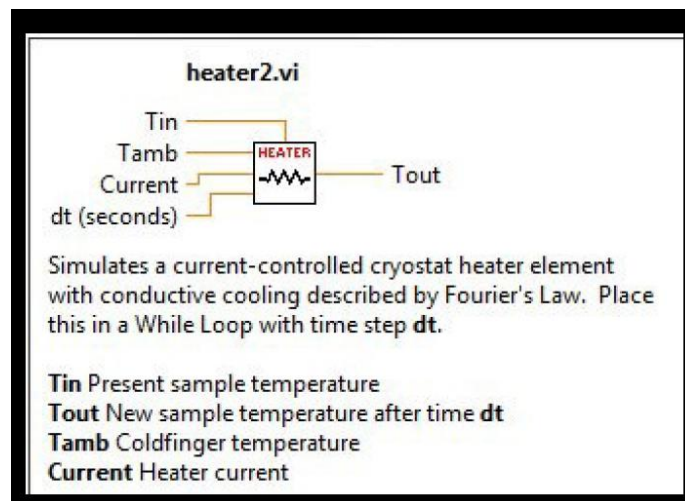 heater2.vi
Tin
Tamb
Current
dt (seconds)
HEATER
Tout
Simulates a current-controlled cryostat heater element
with conductive cooling described by Fourier's Law.  Place
this in a While Loop with time step dt.
Tin Present sample temperature
Tout New sample temperature after time dt
Tamb Coldfinger temperature
Current Heater current